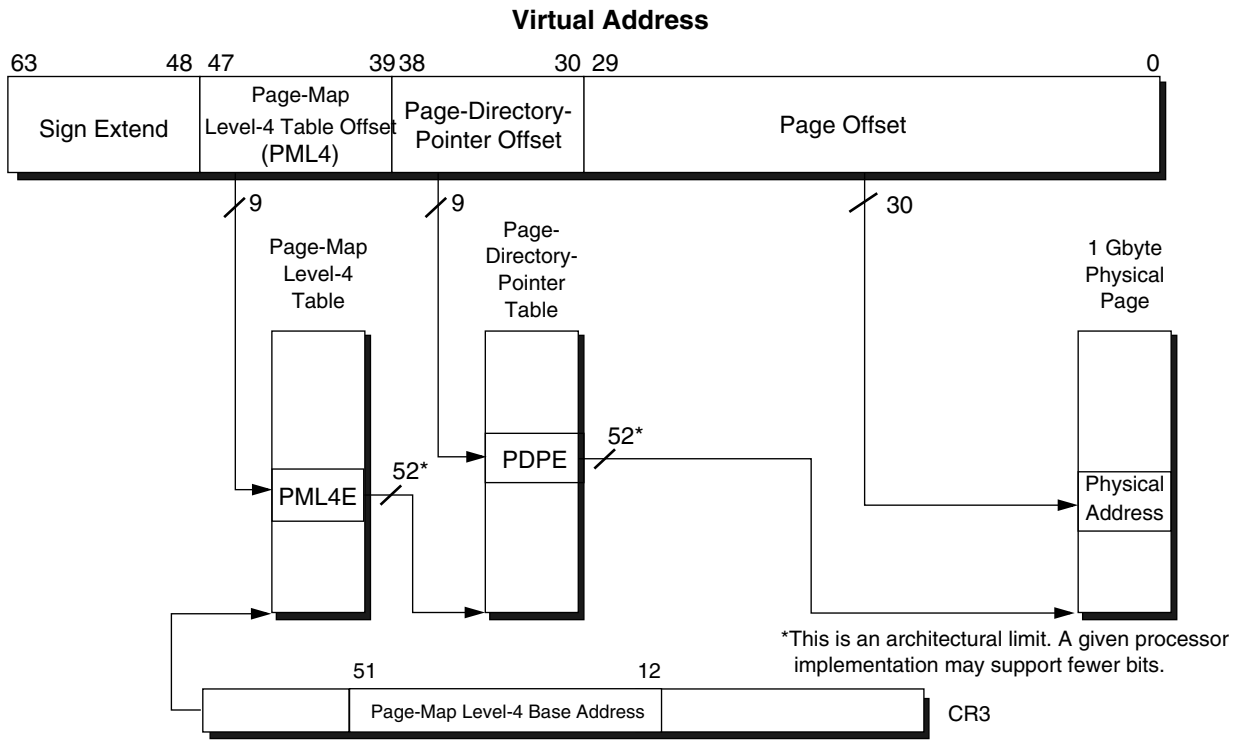 Virtual Address
63 48 47 39 38 30 29 0
Sign Extend
Page-Map
Level-4 Table Offset
(PML4)
Page-Directory-
Pointer Offset
Page Offset
9
9
30
Page-Map
Level-4
Table
Page-
Directory-
Pointer
Table
1 Gbyte
Physical
Page
PML4E
52*
PDPE
52*
Physical
Address
*This is an architectural limit. A given processor
implementation may support fewer bits.
51 12
Page-Map Level-4 Base Address
CR3